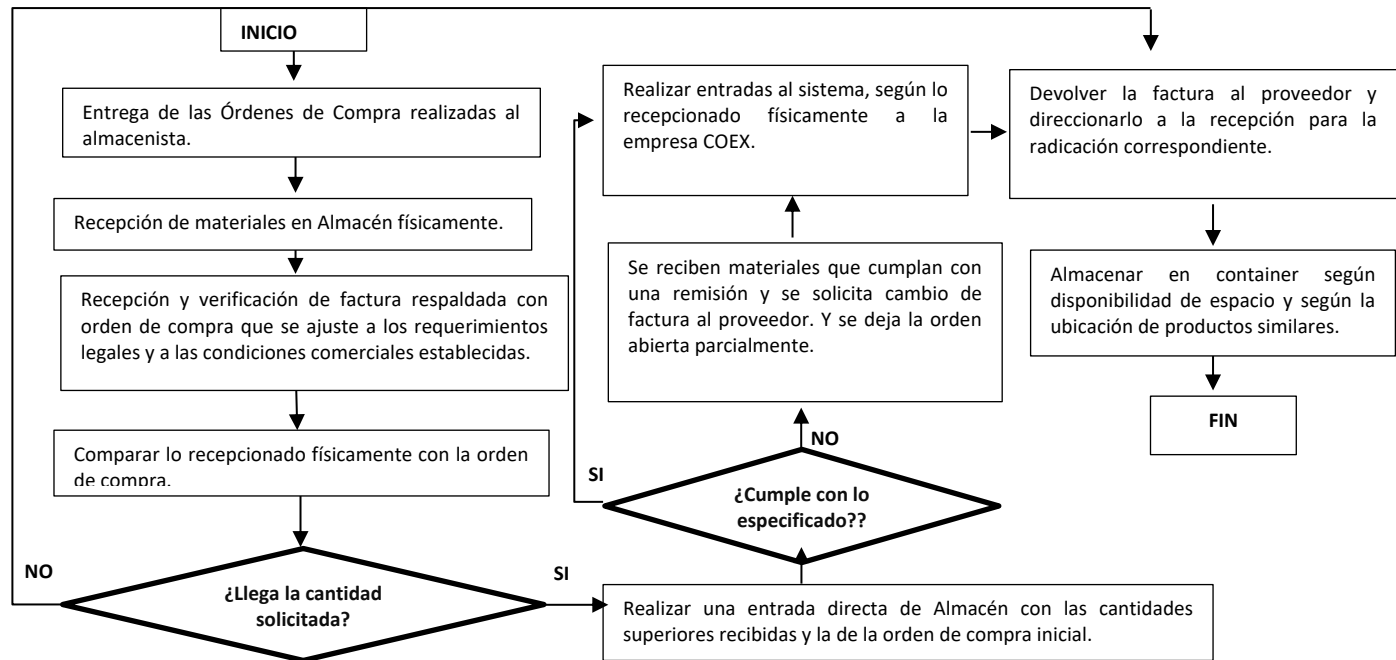 INICIO
Entrega de las Órdenes de Compra realizadas al
almacenista.
Recepción de materiales en Almacén físicamente.
Recepción y verificación de factura respaldada con
orden de compra que se ajuste a los requerimientos
legales y a las condiciones comerciales establecidas.
Comparar lo recepcionado físicamente con la orden
de compra.
NO
¿Llega la cantidad
solicitada?
SI
Realizar una entrada directa de Almacén con las cantidades
superiores recibidas y la de la orden de compra inicial.
¿Cumple con lo
especificado??
SI
NO
Se reciben materiales que cumplan con
una remisión y se solicita cambio de
factura al proveedor. Y se deja la orden
abierta parcialmente.
Realizar entradas al sistema, según lo
recepcionado físicamente a la
empresa COEX.
Devolver la factura al proveedor y
direccionarlo a la recepción para la
radicación correspondiente.
Almacenar en container según
disponibilidad de espacio y según la
ubicación de productos similares.
FIN